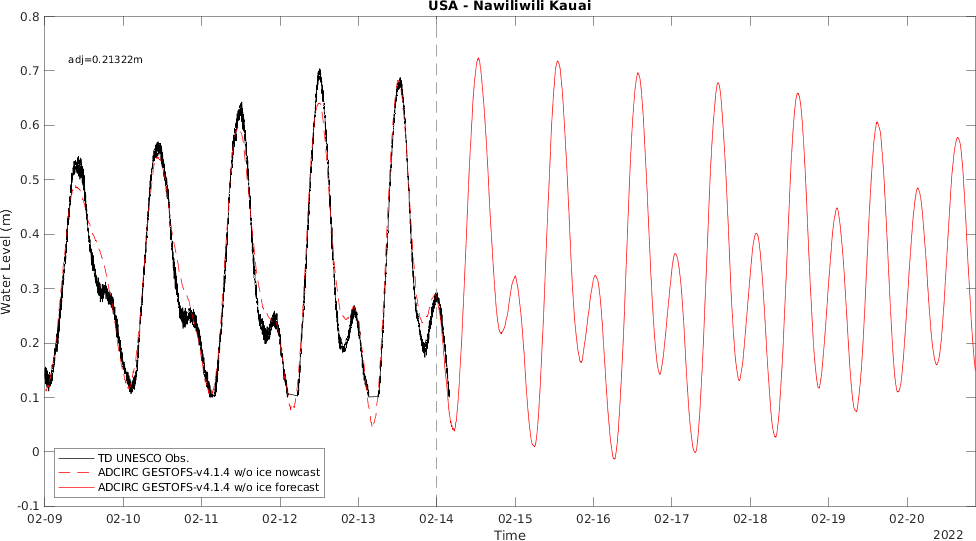 USA - Nawiliwili Kauai
adj=0.21322m
0.8
0.7
0.6
0.5
0.4
0.3
0.2
0.1
0
-0.1
Water Level (m)
TD UNESCO Obs.
ADCIRC GESTOFS-v4.1.4 w/o ice nowcast
ADCIRC GESTOFS-v4.1.4 w/o ice forecast
02-09 02-10 02-11 02-12 02-13 02-14 02-15 02-16 02-17 02-18 02-19 02-20
Time
2022